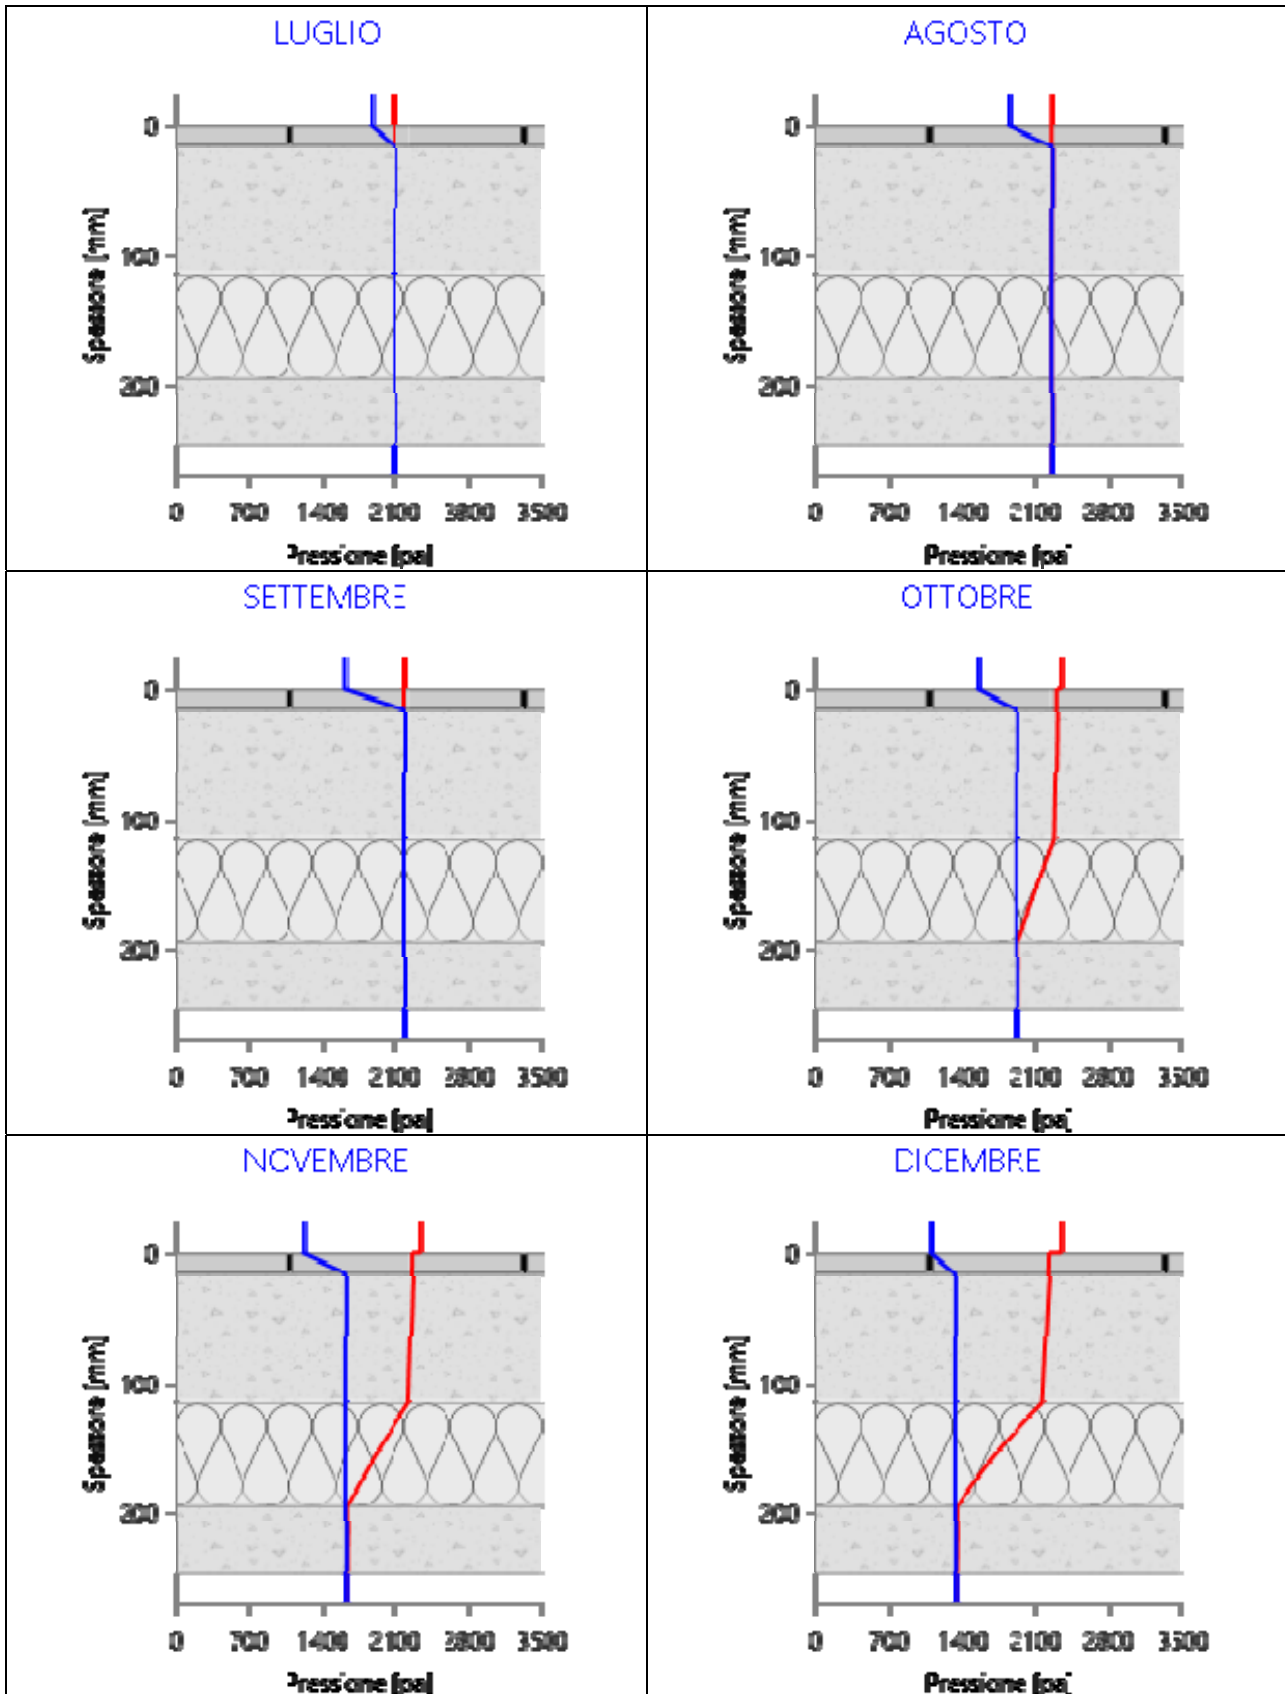 LUGLIO
0
100
200
Spessore [mm]
0 700 1400 2100 2800 3500
Pressione [pa]
AGOSTO
0
100
200
Spessore [mm]
0 700 1400 2100 2800 3500
Pressione [pa]
SETTEMBRE
0
100
200
Spessore [mm]
0 700 1400 2100 2800 3500
Pressione [pa]
OTTOBRE
0
100
200
Spessore [mm]
0 700 1400 2100 2800 3500
Pressione [pa]
NOVEMBRE
0
100
200
Spessore [mm]
0 700 1400 2100 2800 3500
Pressione [pa]
DICEMBRE
0
100
200
Spessore [mm]
0 700 1400 2100 2800 3500
Pressione [pa]